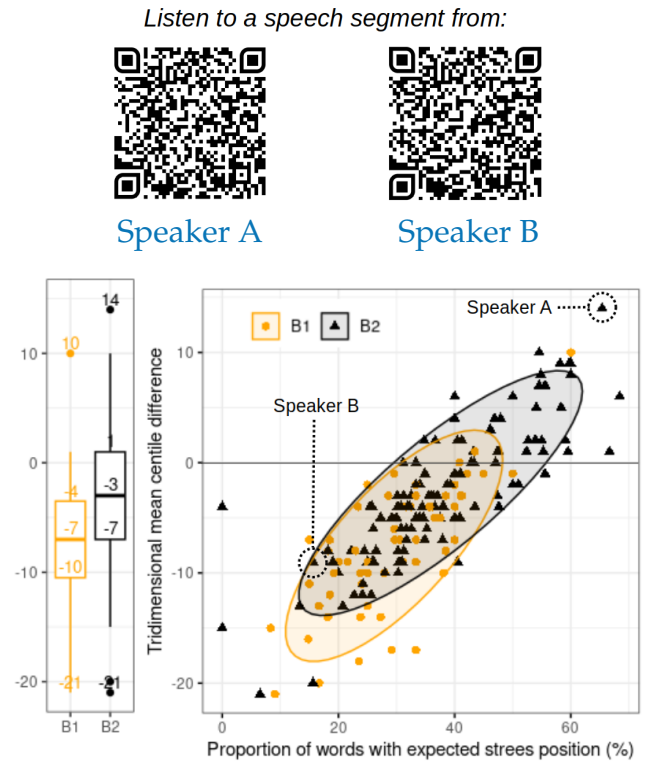 Listen to a speech segment from:
Speaker A
Speaker B
14
10
1
-4
-3
-7
-7
-10
-21
-21
10
0
-10
-20
B1
B2
Tridimensional mean centile difference
B1
B2
Speaker A
Speaker B
10
0
-10
-20
0
20
40
60
Proportion of words with expected strees position (%)